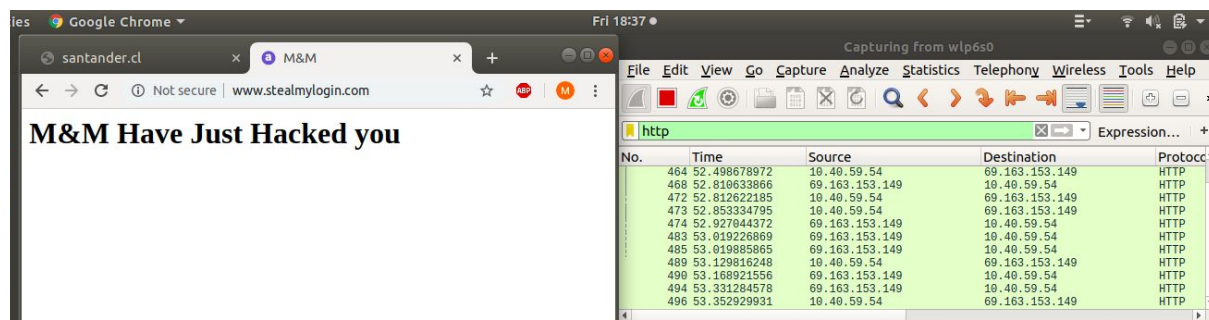 ies Google Chrome ▾ Fri 18:37 ●
santander.cl × M&M × +
Not secure | www.stealmylogin.com ABP M
M&M Have Just Hacked you
Capturing from wlp6s0
File Edit View Go Capture Analyze Statistics Telephony Wireless Tools Help
http Expression... +
No. Time Source Destination Protocc
464 52.498678972 10.40.59.54 69.163.153.149 HTTP
468 52.810633866 69.163.153.149 10.40.59.54 HTTP
472 52.812622185 10.40.59.54 69.163.153.149 HTTP
473 52.853334795 10.40.59.54 69.163.153.149 HTTP
474 52.927044372 69.163.153.149 10.40.59.54 HTTP
483 53.019226869 69.163.153.149 10.40.59.54 HTTP
485 53.019885865 69.163.153.149 10.40.59.54 HTTP
489 53.129816248 10.40.59.54 69.163.153.149 HTTP
490 53.168921556 69.163.153.149 10.40.59.54 HTTP
494 53.331284578 69.163.153.149 10.40.59.54 HTTP
496 53.352929931 10.40.59.54 69.163.153.149 HTTP